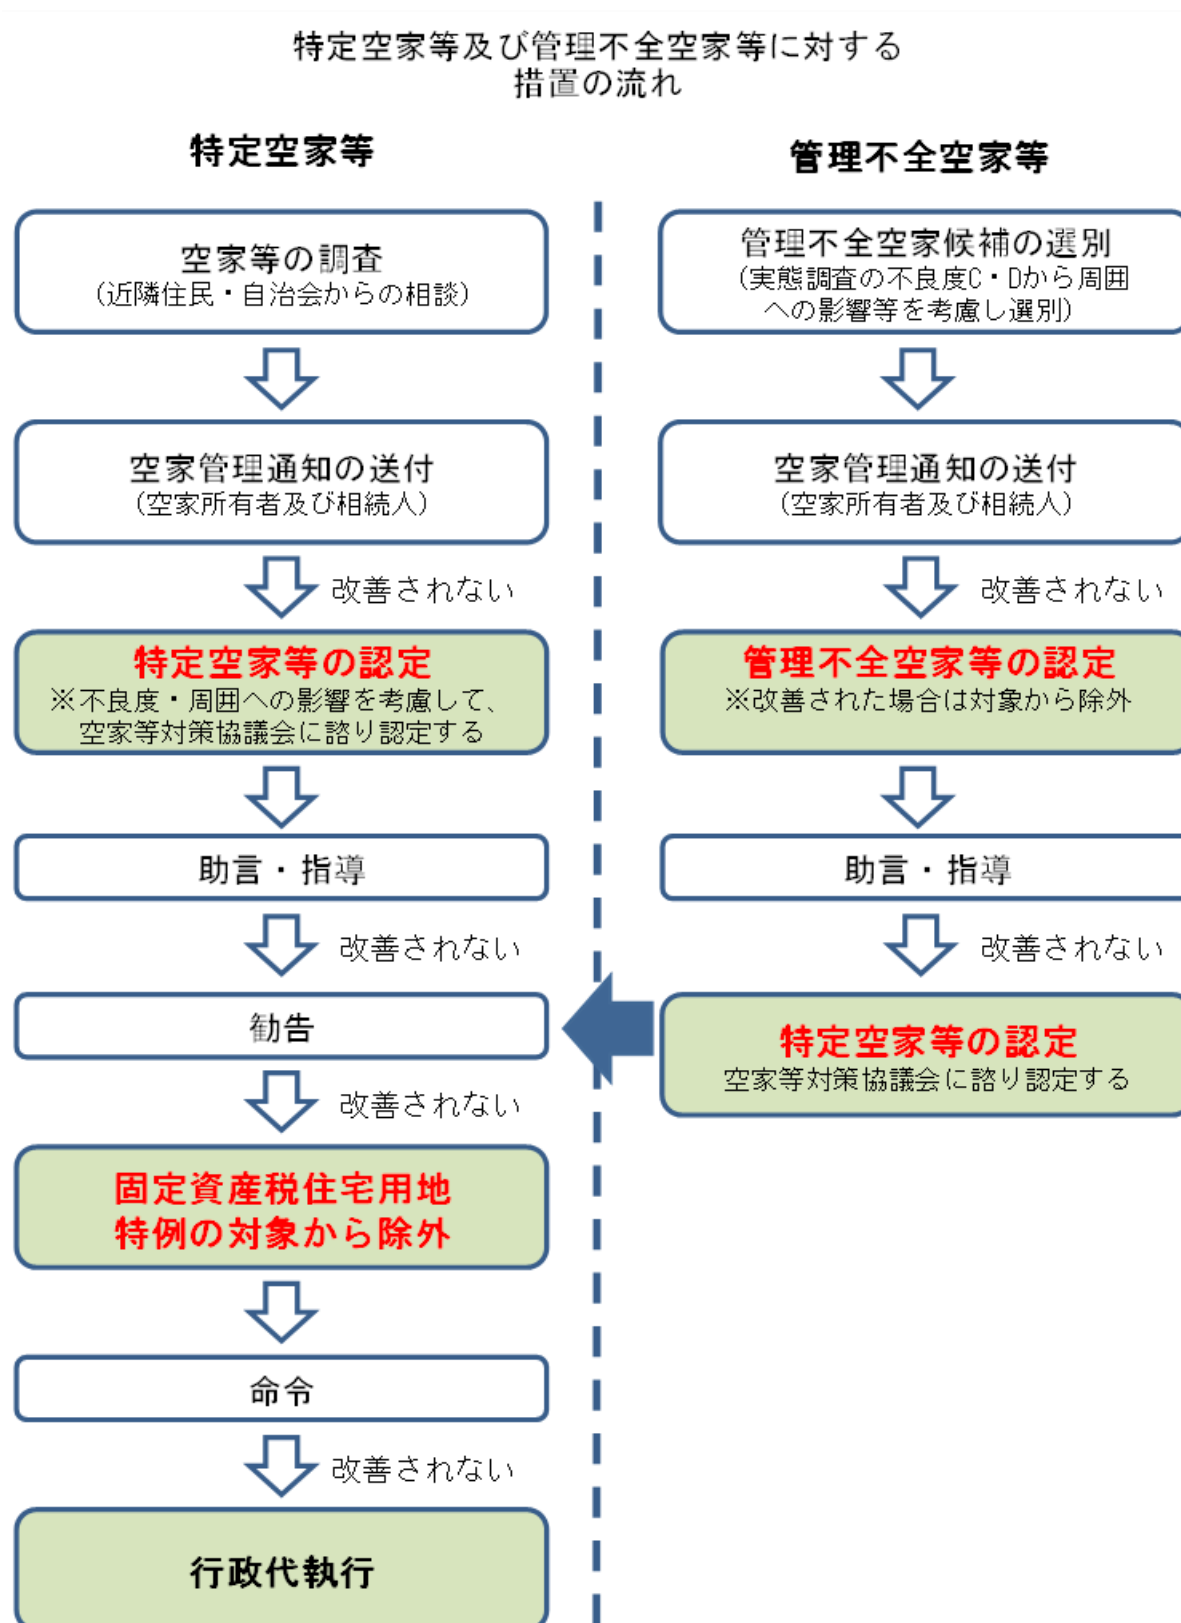 特定空家等及び管理不全空家等に対する
措置の流れ
特定空家等
空家等の調査
(近隣住民・自治会からの相談)
空家管理通知の送付
(空家所有者及び相続人)
改善されない
特定空家等の認定
※不良度・周囲への影響を考慮して、
空家等対策協議会に諮り認定する
助言・指導
改善されない
勧告
改善されない
固定資産税住宅用地
特例の対象から除外
命令
改善されない
行政代執行
管理不全空家等
管理不全空家候補の選別
(実態調査の不良度C・Dから周囲
への影響等を考慮し選別)
空家管理通知の送付
(空家所有者及び相続人)
改善されない
管理不全空家等の認定
※改善された場合は対象から除外
助言・指導
改善されない
特定空家等の認定
空家等対策協議会に諮り認定する